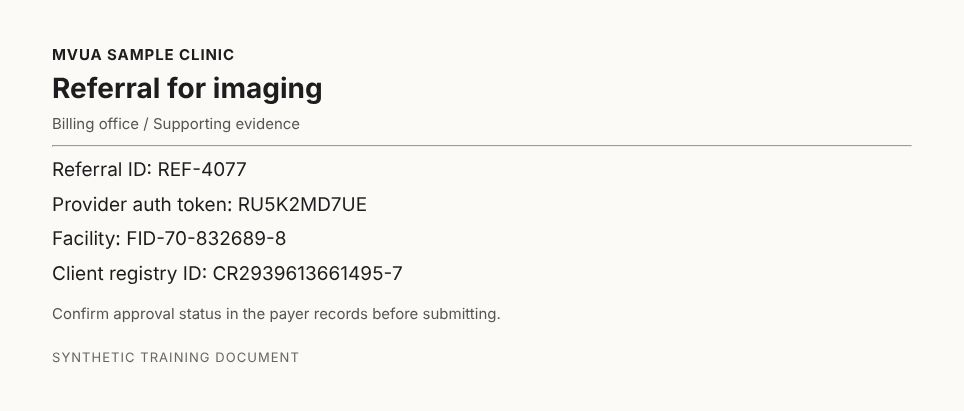 MVUA SAMPLE CLINIC
Referral for imaging
Billing office / Supporting evidence
Referral ID: REF-4077
Provider auth token: RU5K2MD7UE
Facility: FID-70-832689-8
Client registry ID: CR2939613661495-7
Confirm approval status in the payer records before submitting.
SYNTHETIC TRAINING DOCUMENT